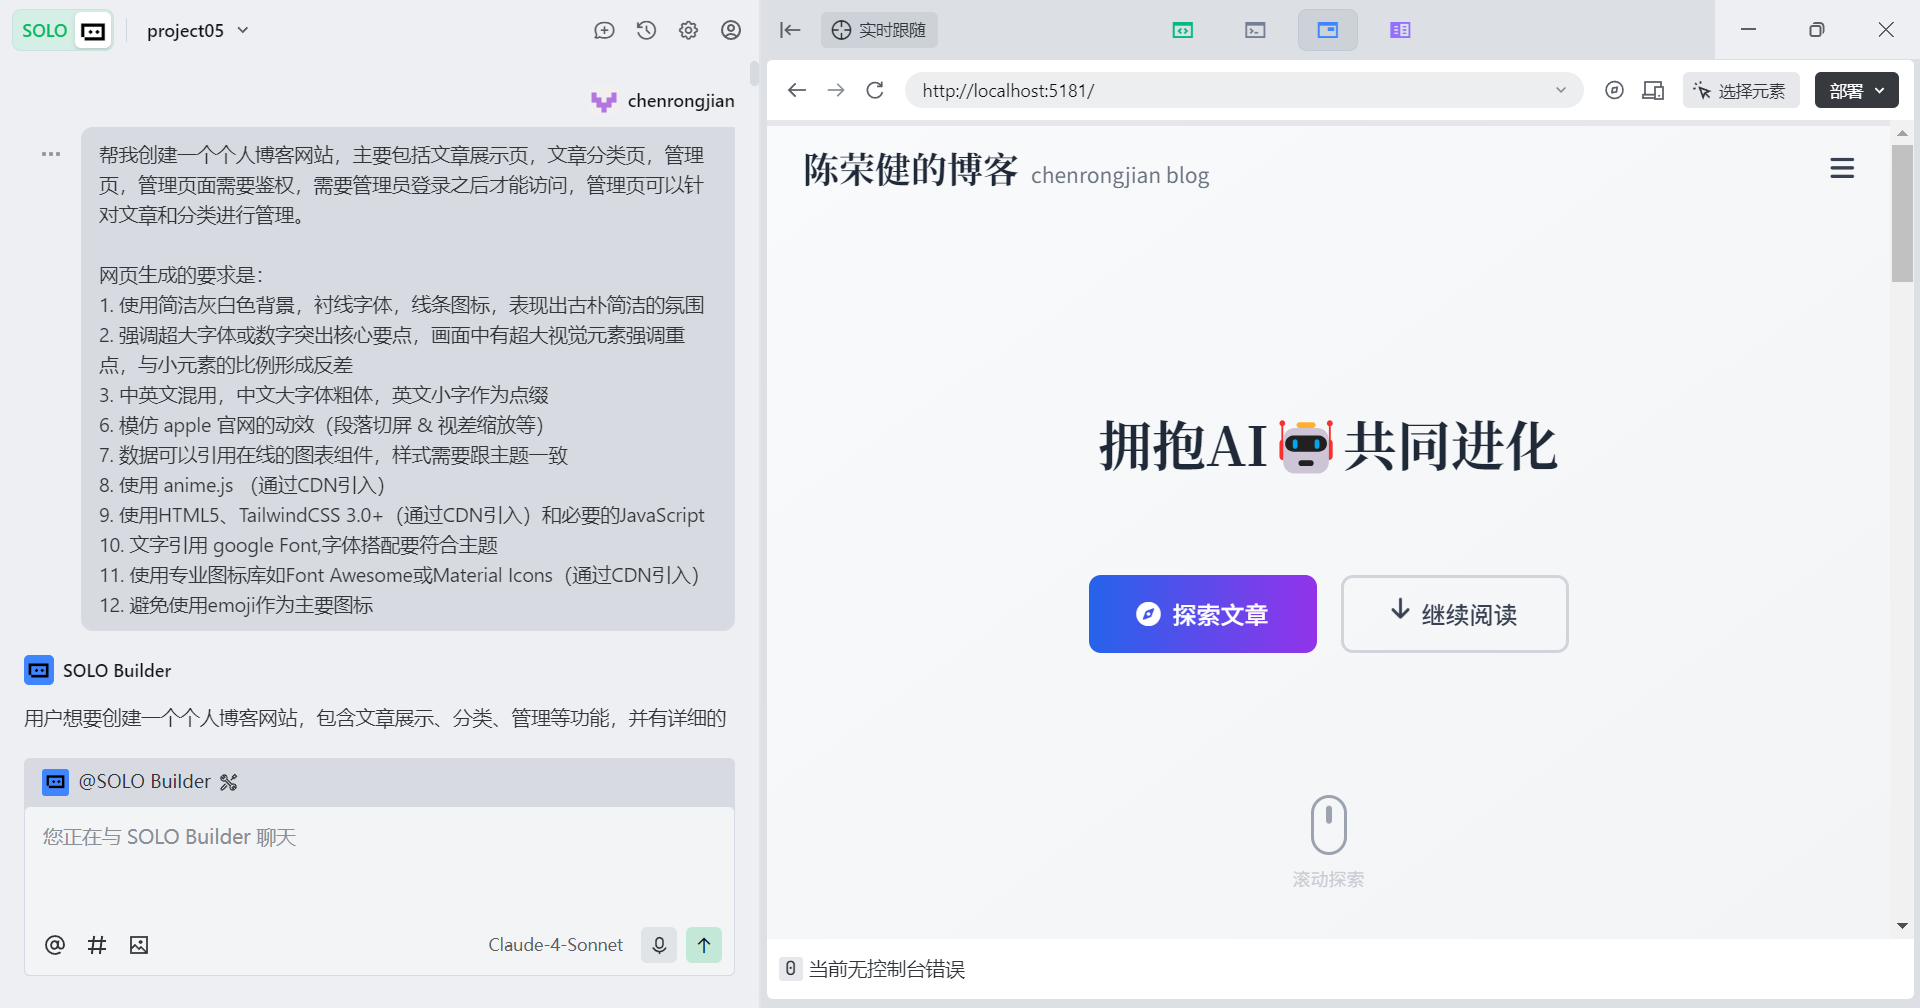 SOLO
project05
chenrongjian
帮我创建一个个人博客网站，主要包括文章展示页，文章分类页，管理
页，管理页面需要鉴权，需要管理员登录之后才能访问，管理页可以针
对文章和分类进行管理。
网页生成的要求是：
1. 使用简洁灰白色背景，衬线字体，线条图标，表现出古朴简洁的氛围
2. 强调超大字体或数字突出核心要点，画面中有超大视觉元素强调重
点，与小元素的比例形成反差
3. 中英文混用，中文大字体粗体，英文小字作为点缀
6. 模仿 apple 官网的动效（段落切屏 & 视差缩放等）
7. 数据可以引用在线的图表组件，样式需要跟主题一致
8. 使用 anime.js （通过CDN引入）
9. 使用HTML5、TailwindCSS 3.0+（通过CDN引入）和必要的JavaScript
10. 文字引用 google Font,字体搭配要符合主题
11. 使用专业图标库如Font Awesome或Material Icons（通过CDN引入）
12. 避免使用emoji作为主要图标
SOLO Builder
用户想要创建一个个人博客网站，包含文章展示、分类、管理等功能，并有详细的
@SOLO Builder
您正在与 SOLO Builder 聊天
Claude-4-Sonnet
实时跟随
http://localhost:5181/
选择元素
部署
陈荣健的博客 chenrongjian blog
拥抱AI🤖共同进化
探索文章
继续阅读
滚动探索
0 当前无控制台错误